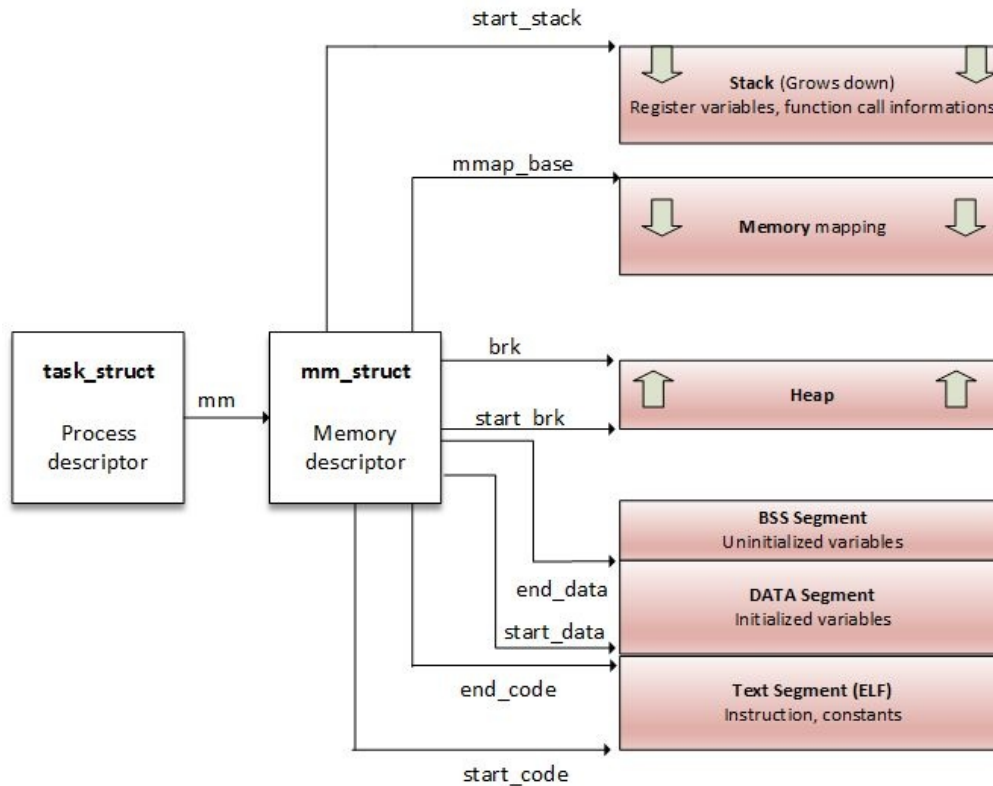 start_stack
Stack (Grows down)
Register variables, function call informations
mmap_base
Memory mapping
task_struct
Process
descriptor
mm
mm_struct
Memory
descriptor
brk
Heap
start_brk
BSS Segment
Uninitialized variables
end_data
DATA Segment
Initialized variables
start_data
end_code
Text Segment (ELF)
Instruction, constants
start_code